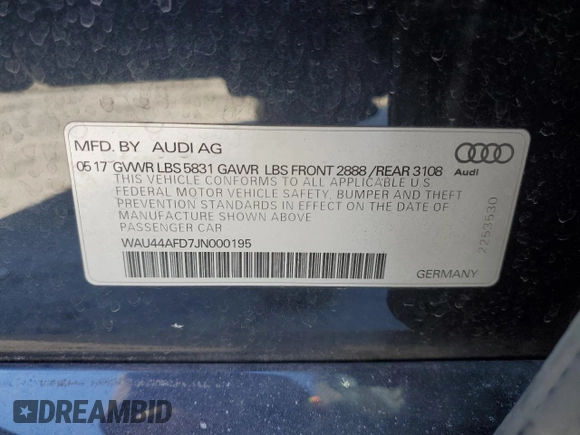 MFD. BY AUDI AG
05 17 GVWR LBS 5831 GAWR LBS FRONT 2888 /REAR 3108
THIS VEHICLE CONFORMS TO ALL APPLICABLE U S
FEDERAL MOTOR VEHICLE SAFETY, BUMPER AND THEFT
PREVENTION STANDARDS IN EFFECT ON THE DATE OF
MANUFACTURE SHOWN ABOVE
PASSENGER CAR
WAU44AFD7JN000195
Audi
2253530
GERMANY
DREAMBID